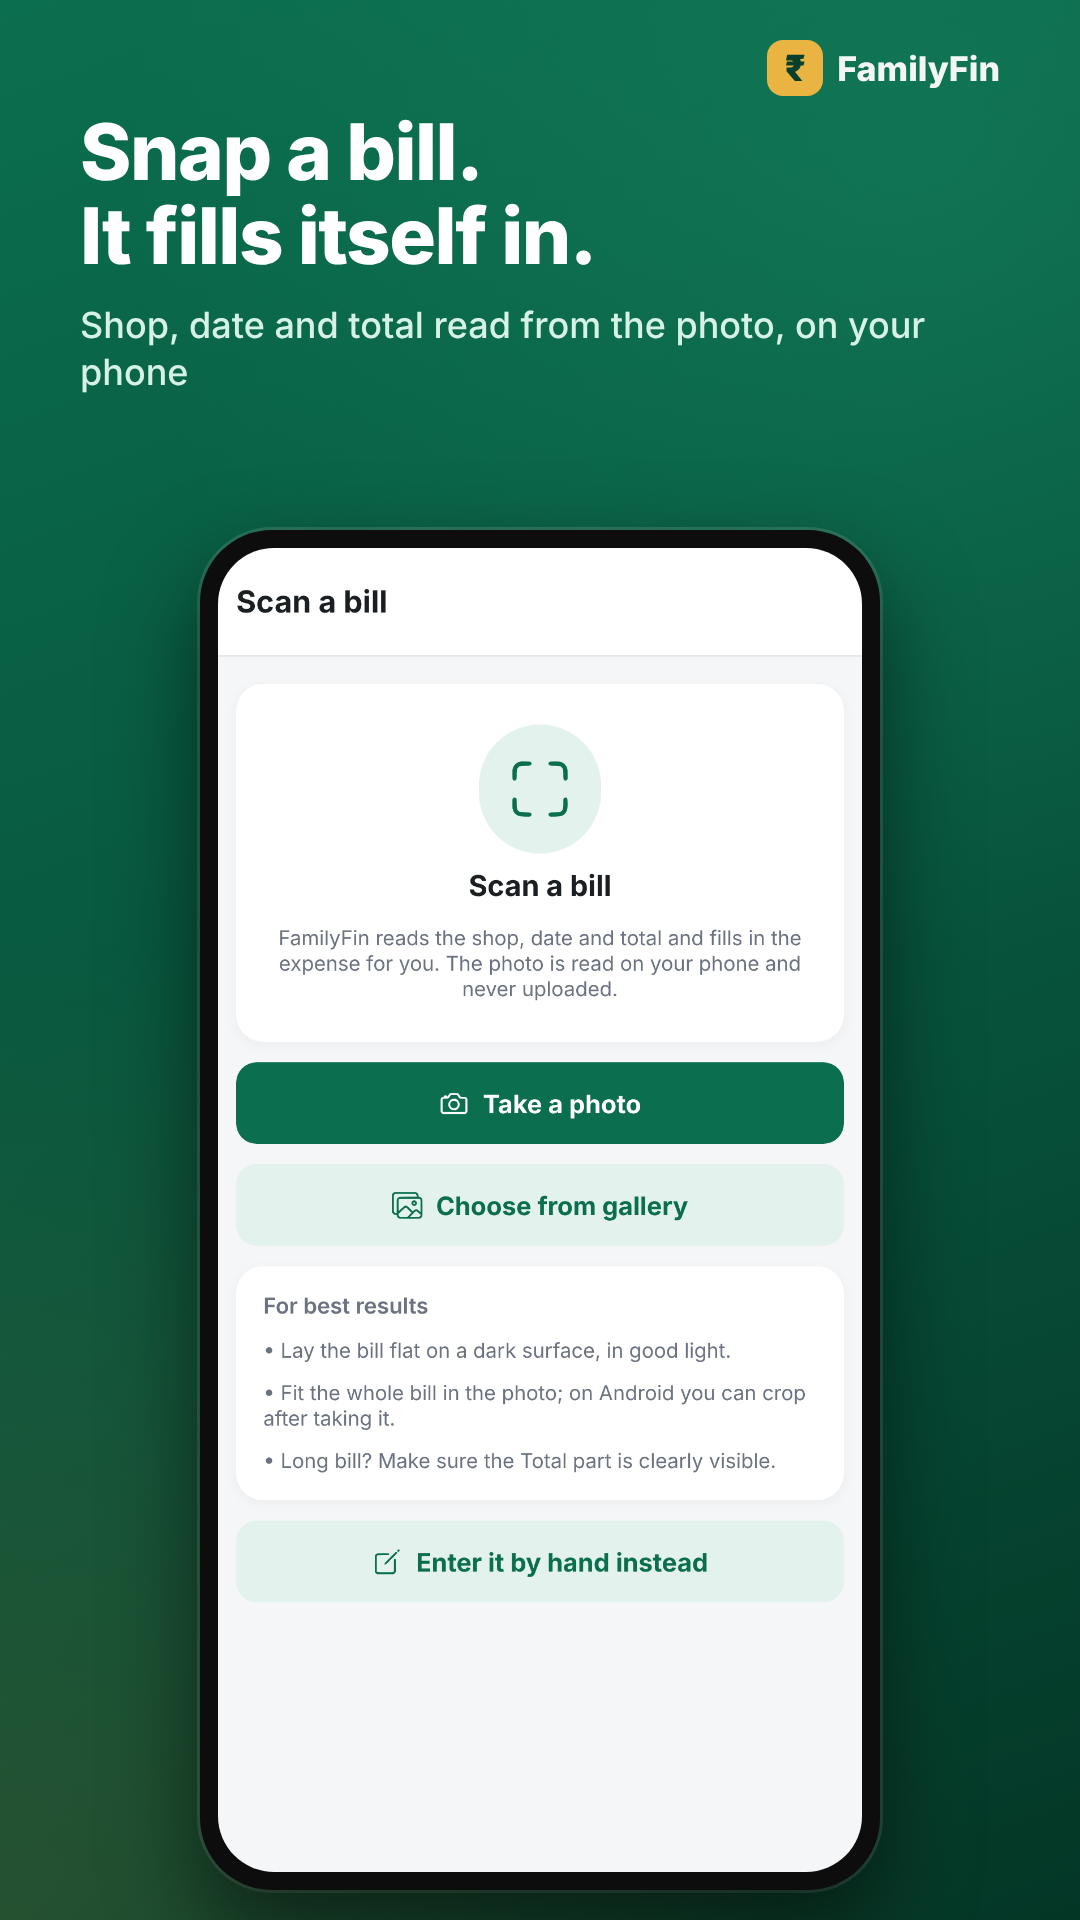 ₹ FamilyFin
Snap a bill.
It fills itself in.
Shop, date and total read from the photo, on your
phone
Scan a bill
Scan a bill
FamilyFin reads the shop, date and total and fills in the
expense for you. The photo is read on your phone and
never uploaded.
Take a photo
Choose from gallery
For best results
• Lay the bill flat on a dark surface, in good light.
• Fit the whole bill in the photo; on Android you can crop
after taking it.
• Long bill? Make sure the Total part is clearly visible.
Enter it by hand instead